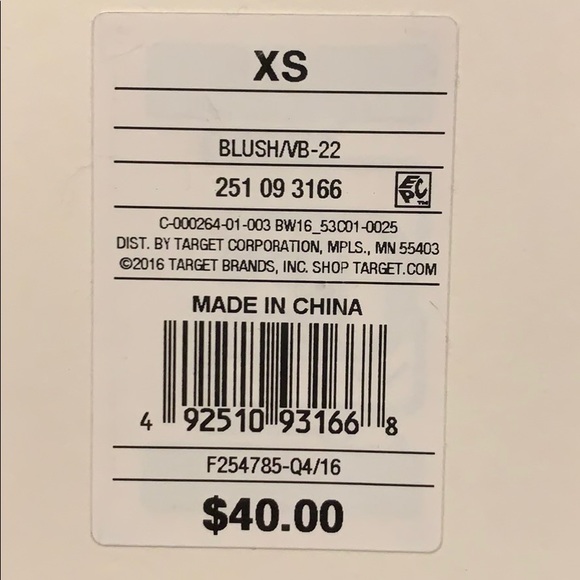 XS
BLUSH/VB-22
251 09 3166 EPC™
C-000264-01-003 BW16_53C01-0025
DIST. BY TARGET CORPORATION, MPLS., MN 55403
©2016 TARGET BRANDS, INC. SHOP TARGET.COM
MADE IN CHINA
4 92510 93166 8
F254785-Q4/16
$40.00